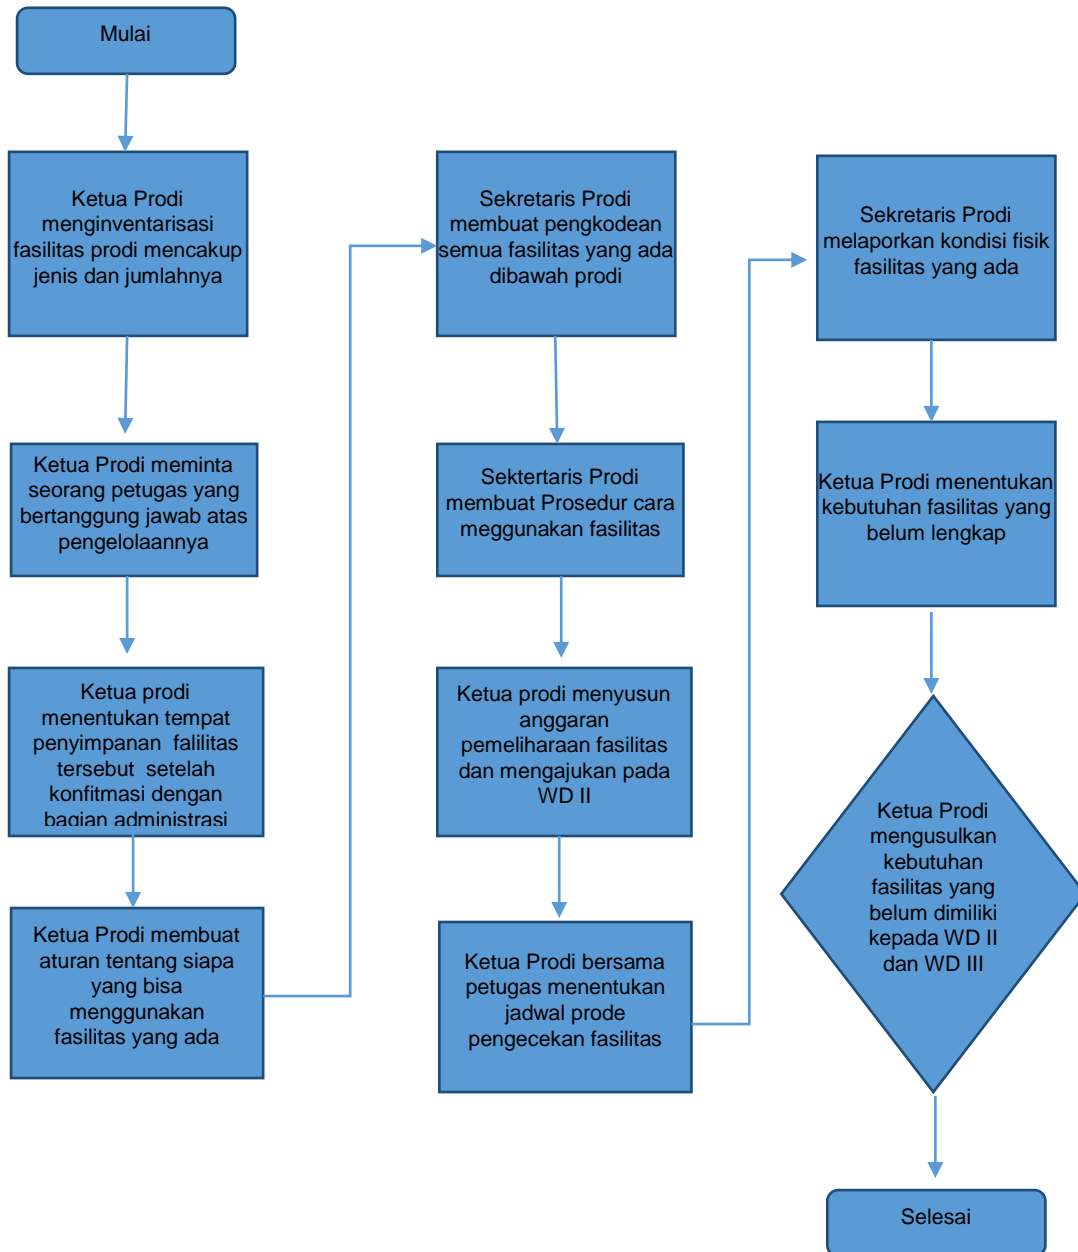 Mulai
Ketua Prodi
menginventarisasi
fasilitas prodi mencakup
jenis dan jumlahnya
Ketua Prodi meminta
seorang petugas yang
bertanggung jawab atas
pengelolaannya
Ketua prodi
menentukan tempat
penyimpanan falilitas
tersebut setelah
konfitmasi dengan
bagian administrasi
Ketua Prodi membuat
aturan tentang siapa
yang bisa
menggunakan
fasilitas yang ada
Sekretaris Prodi
membuat pengkodean
semua fasilitas yang ada
dibawah prodi
Sektertaris Prodi
membuat Prosedur cara
meggunakan fasilitas
Ketua prodi menyusun
anggaran
pemeliharaan fasilitas
dan mengajukan pada
WD II
Ketua Prodi bersama
petugas menentukan
jadwal prode
pengecekan fasilitas
Sekretaris Prodi
melaporkan kondisi fisik
fasilitas yang ada
Ketua Prodi menentukan
kebutuhan fasilitas yang
belum lengkap
Ketua Prodi
mengusulkan
kebutuhan
fasilitas yang
belum dimiliki
kepada WD II
dan WD III
Selesai